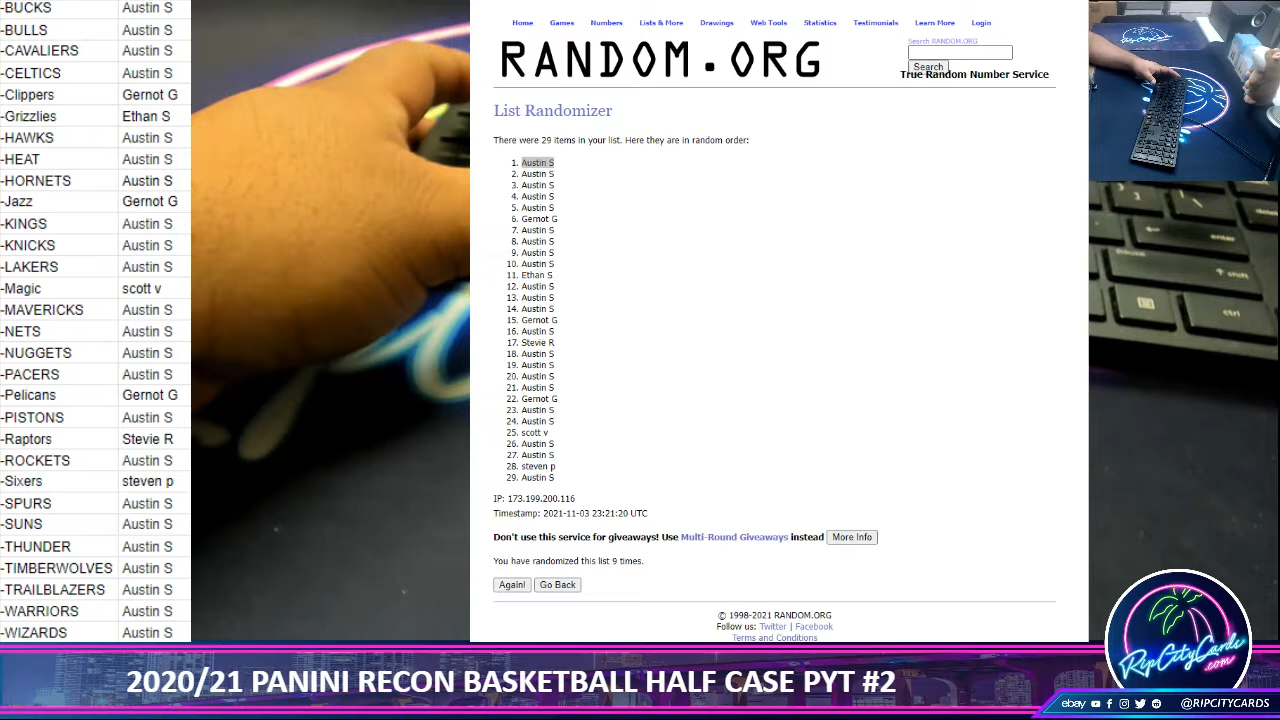 -BUCKS Austin S
-BULLS Austin S
-CAVALIERS Austin S
-CELTICS Austin S
-Clippers Gernot G
-Grizzlies Ethan S
-HAWKS Austin S
-HEAT Austin S
-HORNETS Austin S
-Jazz Gernot G
-KINGS Austin S
-KNICKS Austin S
-LAKERS Austin S
-Magic scott v
-MAVERICKS Austin S
-NETS Austin S
-NUGGETS Austin S
-PACERS Austin S
-Pelicans Gernot G
-PISTONS Austin S
-Raptors Stevie R
-ROCKETS Austin S
-Sixers steven p
-SPURS Austin S
-SUNS Austin S
-THUNDER Austin S
-TIMBERWOLVES Austin S
-TRAILBLAZERS Austin S
-WARRIORS Austin S
-WIZARDS Austin S
Home Games Numbers Lists & More Drawings Web Tools Statistics Testimonials Learn More Login
RANDOM.ORG
Search RANDOM.ORG
Search
True Random Number Service
List Randomizer
There were 29 items in your list. Here they are in random order:
1. Austin S
2. Austin S
3. Austin S
4. Austin S
5. Austin S
6. Gernot G
7. Austin S
8. Austin S
9. Austin S
10. Austin S
11. Ethan S
12. Austin S
13. Austin S
14. Austin S
15. Gernot G
16. Austin S
17. Stevie R
18. Austin S
19. Austin S
20. Austin S
21. Austin S
22. Gernot G
23. Austin S
24. Austin S
25. scott v
26. Austin S
27. Austin S
28. steven p
29. Austin S
IP: 173.199.200.116
Timestamp: 2021-11-03 23:21:20 UTC
Don't use this service for giveaways! Use Multi-Round Giveaways instead More Info
You have randomized this list 9 times.
Again! Go Back
© 1998-2021 RANDOM.ORG
Follow us: Twitter | Facebook
Terms and Conditions
alt
ctrl
2020/21 PANINI RECON BASKETBALL HALF CASE PYT #2
RipCityCards
.com
ebay @RIPCITYCARDS